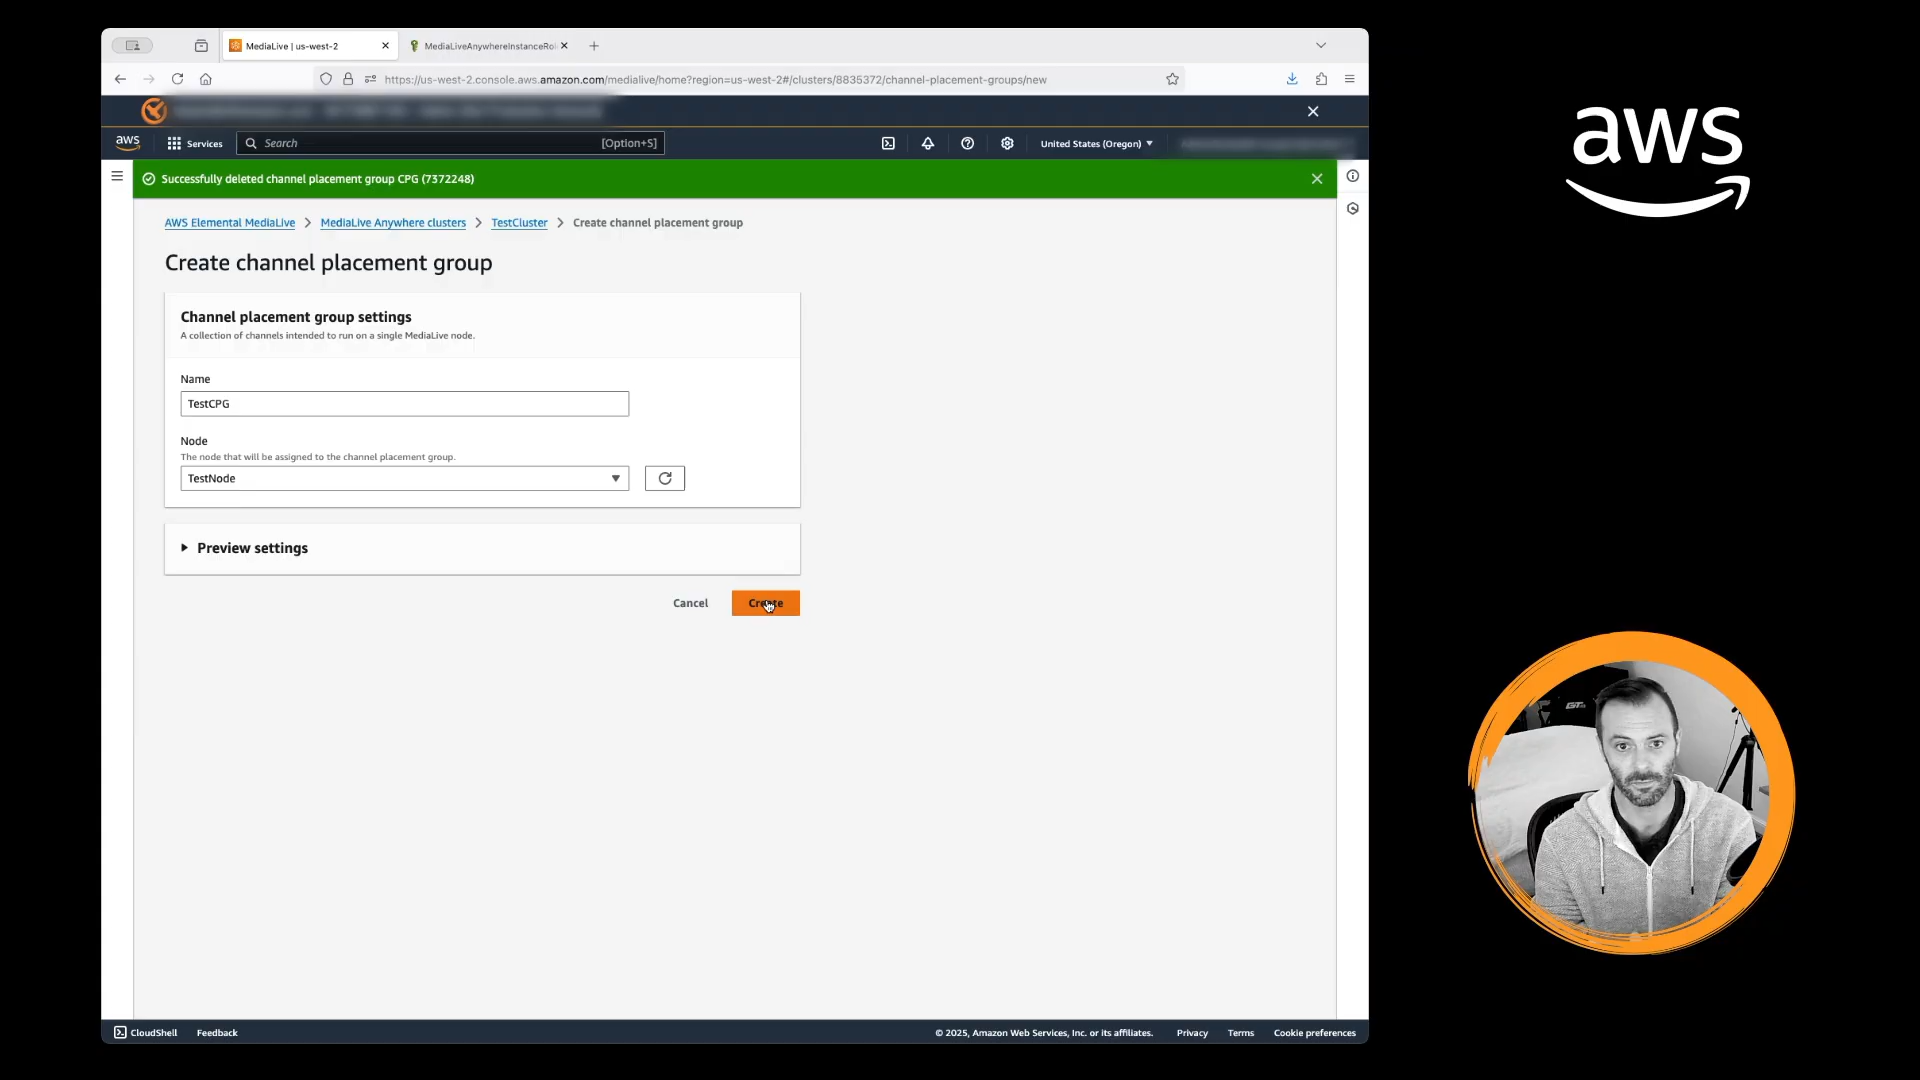 MediaLive | us-west-2
MediaLiveAnywhereInstanceRol
https://us-west-2.console.aws.amazon.com/medialive/home?region=us-west-2#/clusters/8835372/channel-placement-groups/new
aws
Services
Search
[Option+S]
United States (Oregon)
Successfully deleted channel placement group CPG (7372248)
AWS Elemental MediaLive
MediaLive Anywhere clusters
TestCluster
Create channel placement group
Create channel placement group
Channel placement group settings
A collection of channels intended to run on a single MediaLive node.
Name
TestCPG
Node
The node that will be assigned to the channel placement group.
TestNode
Preview settings
Cancel
Create
CloudShell
Feedback
© 2025, Amazon Web Services, Inc. or its affiliates.
Privacy
Terms
Cookie preferences
aws
GT